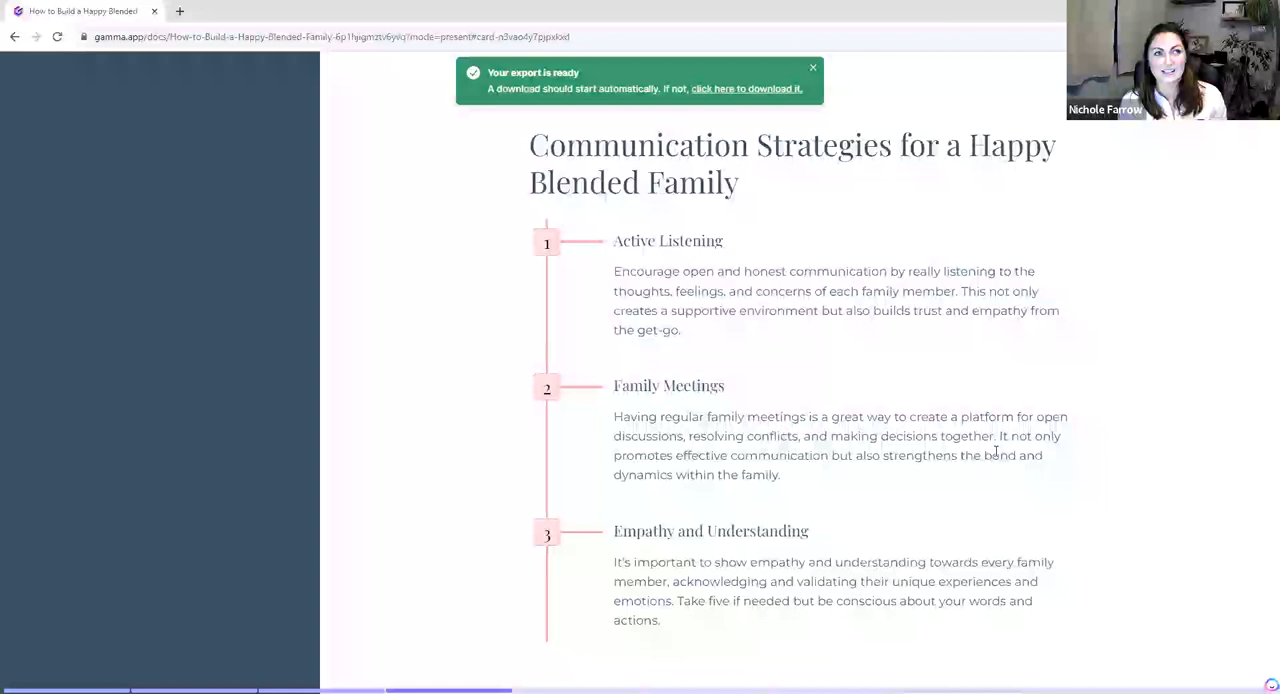 How to Build a Happy Blended
gamma.app/docs/How-to-Build-a-Happy-Blended-Family-6p1hjigmztv6yvq?mode=present#card-n3vao4y7pjpxkxd
Your export is ready
A download should start automatically. If not, click here to download it.
Nichole Farrow
Communication Strategies for a Happy
Blended Family
1
Active Listening
Encourage open and honest communication by really listening to the
thoughts, feelings, and concerns of each family member. This not only
creates a supportive environment but also builds trust and empathy from
the get-go.
2
Family Meetings
Having regular family meetings is a great way to create a platform for open
discussions, resolving conflicts, and making decisions together. It not only
promotes effective communication but also strengthens the bond and
dynamics within the family.
3
Empathy and Understanding
It's important to show empathy and understanding towards every family
member, acknowledging and validating their unique experiences and
emotions. Take five if needed but be conscious about your words and
actions.